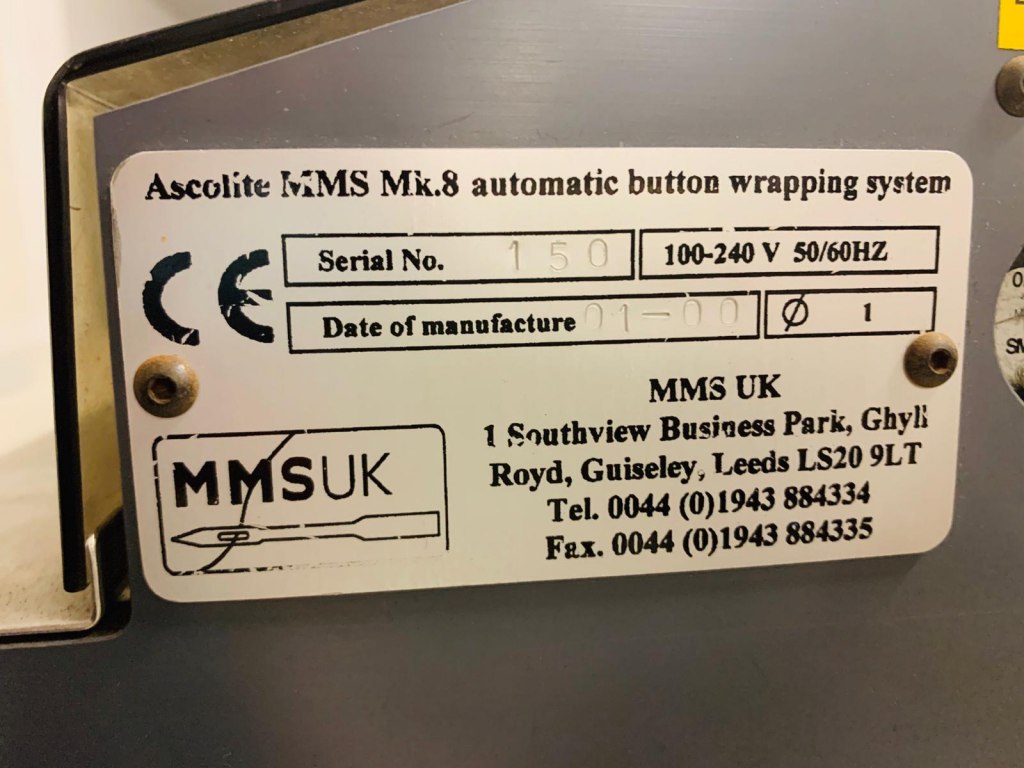 Ascolite MMS Mk.8 automatic button wrapping system
CE
Serial No. 150
100-240 V 50/60HZ
Date of manufacture 01-00
Ø 1
MMS UK
1 Southview Business Park, Ghyll
Royd, Guiseley, Leeds LS20 9LT
Tel. 0044 (0)1943 884334
Fax. 0044 (0)1943 884335
MMSUK